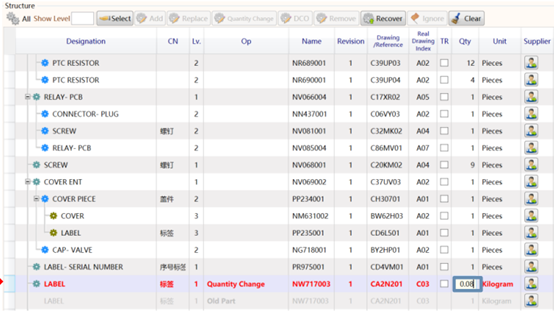 Structure
All Show Level Select Add Replace Quantity Change DCO Remove Recover Ignore Clear
Designation CN Lv. Op Name Revision Drawing /Reference Real Drawing Index TR Qty Unit Supplier
PTC RESISTOR 2 NR689001 1 C39UP03 A02 12 Pieces
PTC RESISTOR 2 NR690001 1 C39UP04 A02 4 Pieces
RELAY- PCB 1 NV066004 1 C17XR02 A05 1 Pieces
CONNECTOR- PLUG 2 NN437001 1 C06VY03 A02 1 Pieces
SCREW 螺钉 2 NV081001 1 C32MK02 A04 1 Pieces
RELAY- PCB 2 NV085004 1 C86MV01 A07 1 Pieces
SCREW 螺钉 1 NV068001 1 C20KM02 A04 9 Pieces
COVER ENT 1 NV069002 1 C37UV03 A02 1 Pieces
COVER PIECE 盖件 2 PP234001 1 CH30701 A01 1 Pieces
COVER 3 NM631002 1 BW62H03 A02 1 Pieces
LABEL 标签 3 PP235001 1 CD6LS01 A01 1 Pieces
CAP- VALVE 2 NG718001 1 BY2HP01 A02 1 Pieces
LABEL- SERIAL NUMBER 序号标签 1 PR975001 1 CD4VM01 A01 1 Pieces
LABEL 标签 1 Quantity Change NW717003 1 CA2N201 C03 0.08 Kilogram
LABEL 标签 1 Old Part NW717003 1 CA2N201 C03 Kilogram